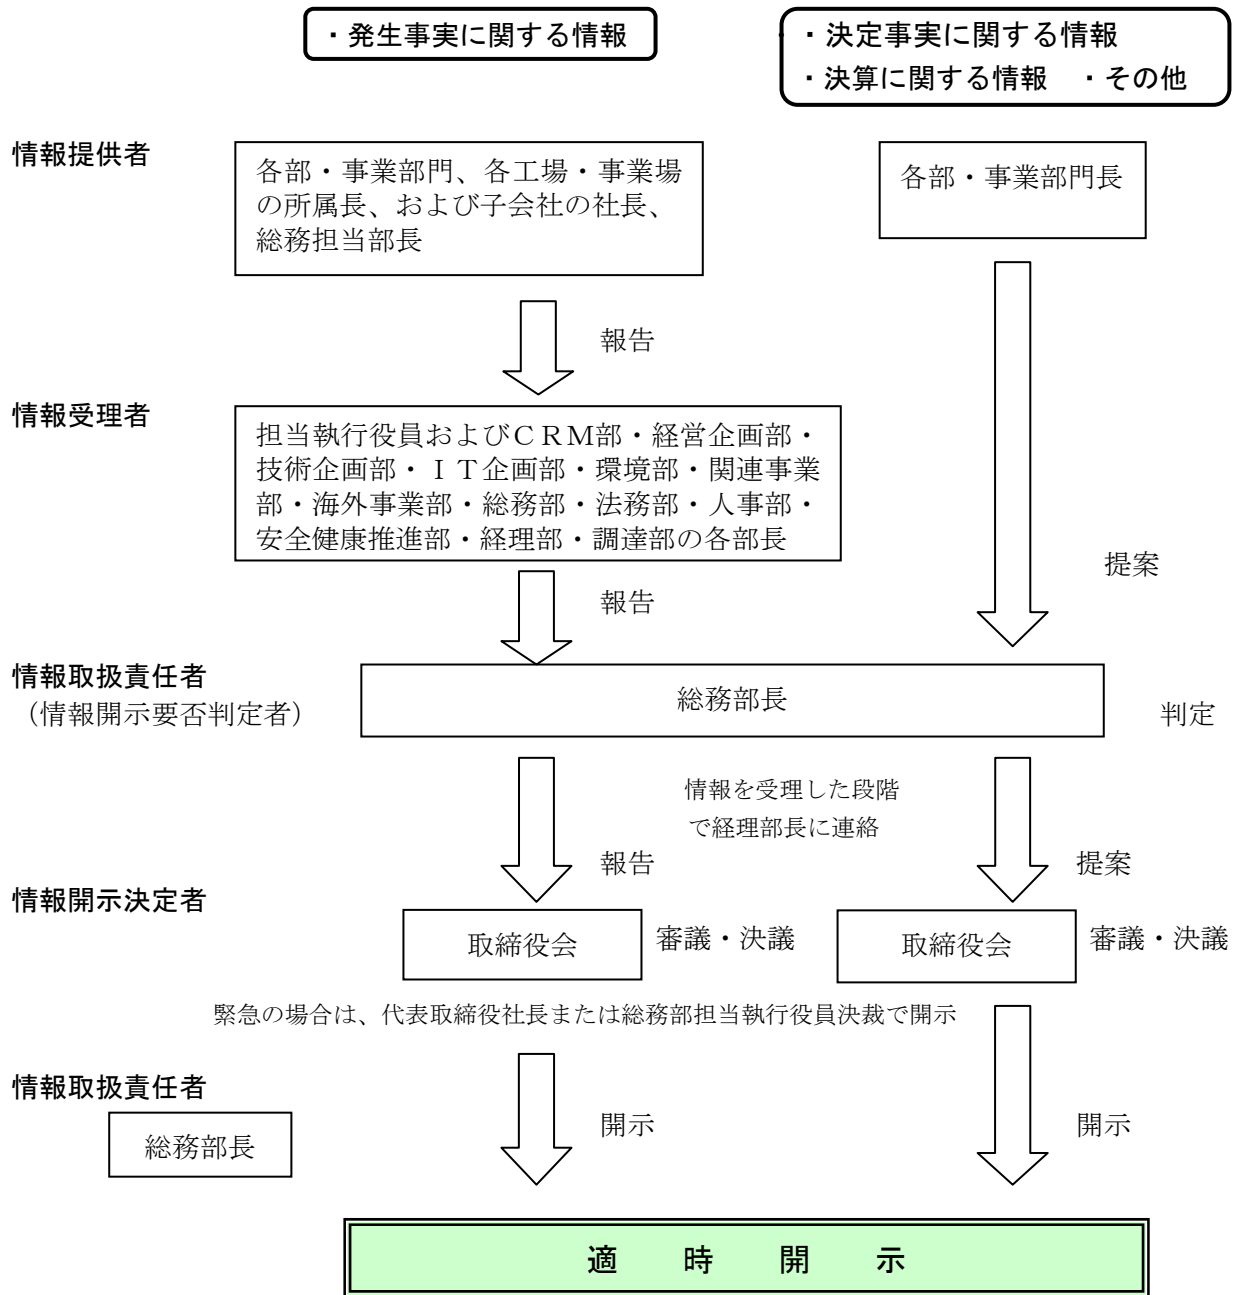 ・発生事実に関する情報
・決定事実に関する情報
・決算に関する情報　・その他
情報提供者
各部・事業部門、各工場・事業場
の所属長、および子会社の社長、
総務担当部長
各部・事業部門長
報告
情報受理者
担当執行役員およびＣＲＭ部・経営企画部・
技術企画部・ＩＴ企画部・環境部・関連事業
部・海外事業部・総務部・法務部・人事部・
安全健康推進部・経理部・調達部の各部長
提案
報告
情報取扱責任者
（情報開示要否判定者）
総務部長
判定
情報を受理した段階
で経理部長に連絡
報告
提案
情報開示決定者
取締役会
審議・決議
取締役会
審議・決議
緊急の場合は、代表取締役社長または総務部担当執行役員決裁で開示
情報取扱責任者
総務部長
開示
開示
適　時　開　示